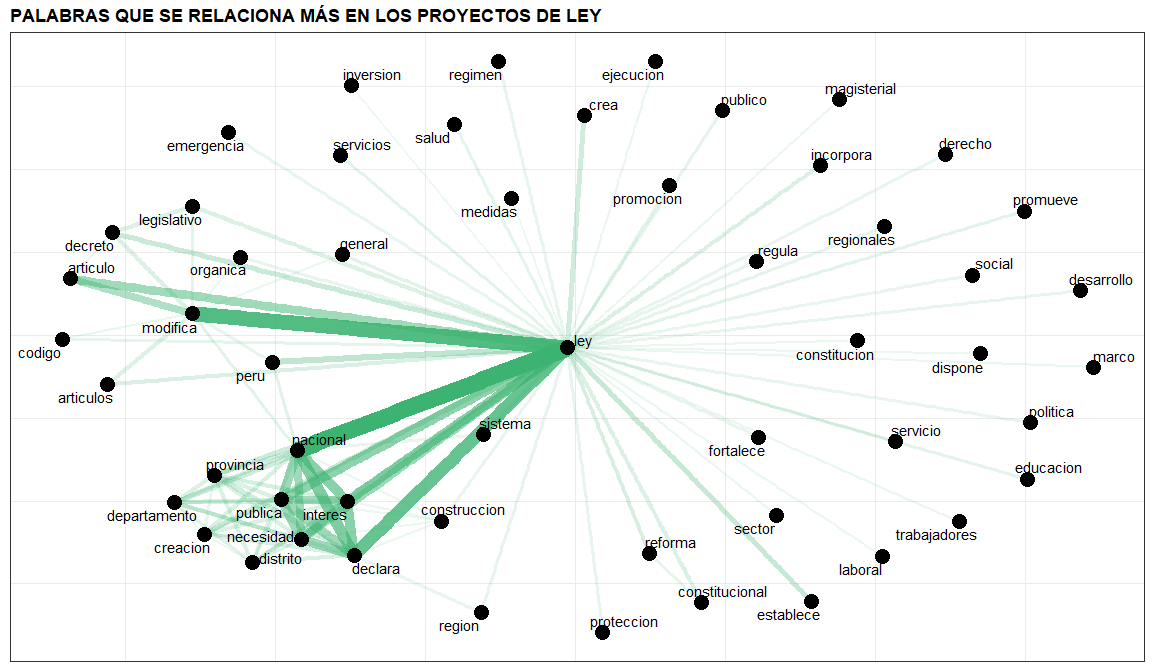 PALABRAS QUE SE RELACIONA MÁS EN LOS PROYECTOS DE LEY
inversion
regimen
ejecucion
magisterial
crea
publico
emergencia
servicios
salud
incorpora
derecho
legislativo
medidas
promocion
promueve
decreto
organica
general
regula
regionales
articulo
social
desarrollo
modifica
ley
codigo
peru
constitucion
dispone
marco
articulos
nacional
sistema
politica
provincia
fortalece
servicio
educacion
departamento
publica
interes
construccion
creacion
necesidad
distrito
declara
reforma
sector
trabajadores
laboral
region
proteccion
constitucional
establece